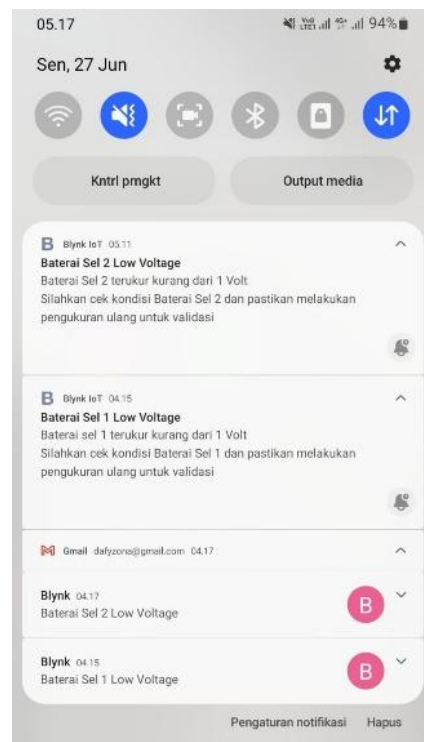 05.17
94%
Sen, 27 Jun
Kntrl prngkt
Output media
Blynk IoT 05.11
Baterai Sel 2 Low Voltage
Baterai Sel 2 terukur kurang dari 1 Volt
Silahkan cek kondisi Baterai Sel 2 dan pastikan melakukan
pengukuran ulang untuk validasi
Blynk IoT 04.15
Baterai Sel 1 Low Voltage
Baterai sel 1 terukur kurang dari 1 Volt
Silahkan cek kondisi Baterai Sel 1 dan pastikan melakukan
pengukuran ulang untuk validasi
Gmail dafyzona@gmail.com 04.17
Blynk 04.17
Baterai Sel 2 Low Voltage
B
Blynk 04.15
Baterai Sel 1 Low Voltage
B
Pengaturan notifikasi Hapus